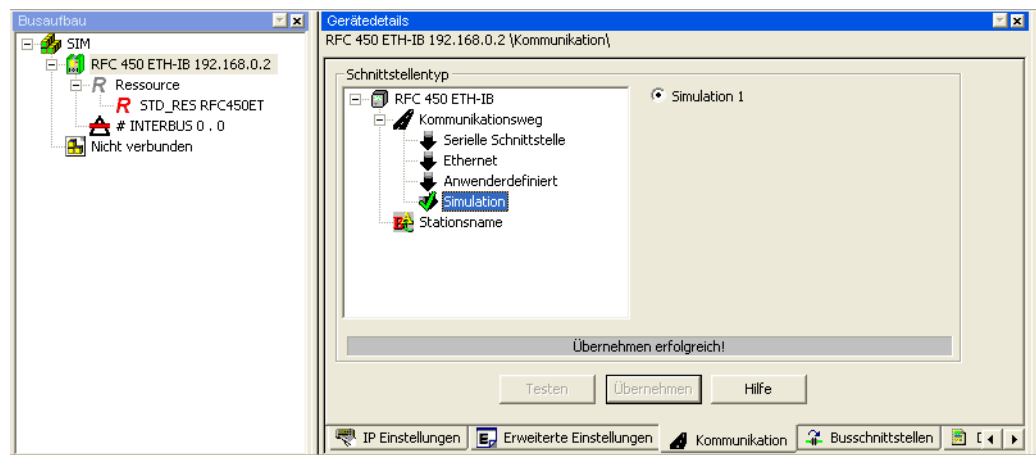 Busaufbau
SIM
RFC 450 ETH-IB 192.168.0.2
Ressource
STD_RES RFC450ET
# INTERBUS 0 . 0
Nicht verbunden
Gerätedetails
RFC 450 ETH-IB 192.168.0.2 \Kommunikation\
Schnittstellentyp
RFC 450 ETH-IB
Kommunikationsweg
Serielle Schnittstelle
Ethernet
Anwenderdefiniert
Simulation
Stationsname
Simulation 1
Übernehmen erfolgreich!
Testen Übernehmen Hilfe
IP Einstellungen Erweiterte Einstellungen Kommunikation Busschnittstellen